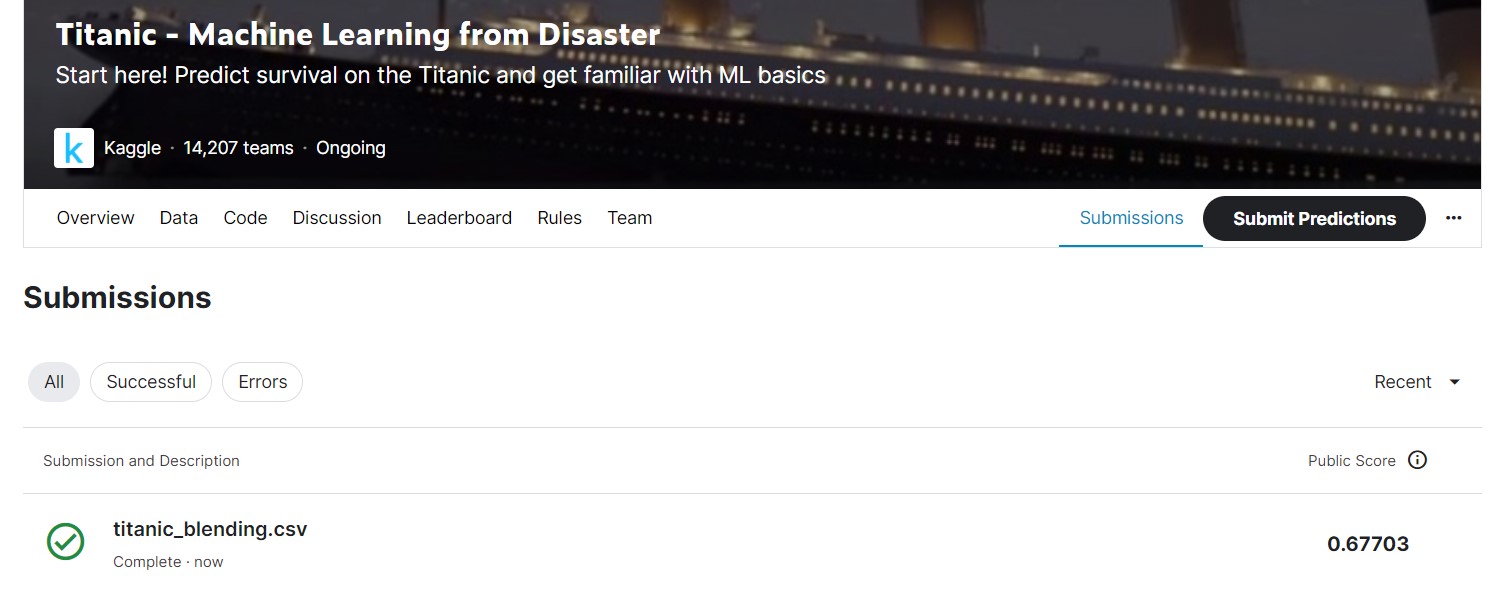 Titanic - Machine Learning from Disaster
Start here! Predict survival on the Titanic and get familiar with ML basics
k Kaggle · 14,207 teams · Ongoing
Overview Data Code Discussion Leaderboard Rules Team Submissions Submit Predictions ...
Submissions
All Successful Errors Recent
Submission and Description Public Score
titanic_blending.csv
Complete · now
0.67703